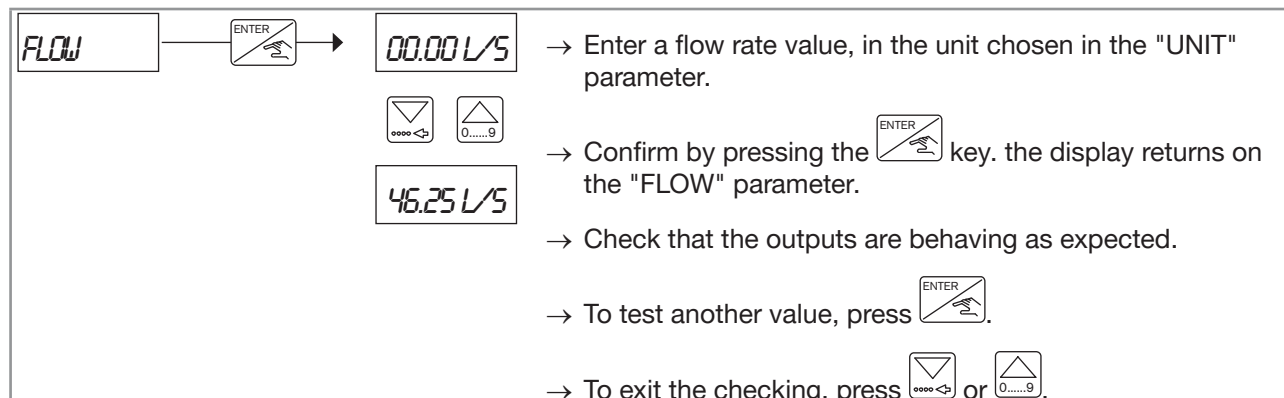 FLOW
ENTER
00.00 L/S
→ Enter a flow rate value, in the unit chosen in the "UNIT"
parameter.
0......9
ENTER
→ Confirm by pressing the key. the display returns on
the "FLOW" parameter.
46.25 L/S
→ Check that the outputs are behaving as expected.
ENTER
→ To test another value, press .
→ To exit the checking, press or 0......9.